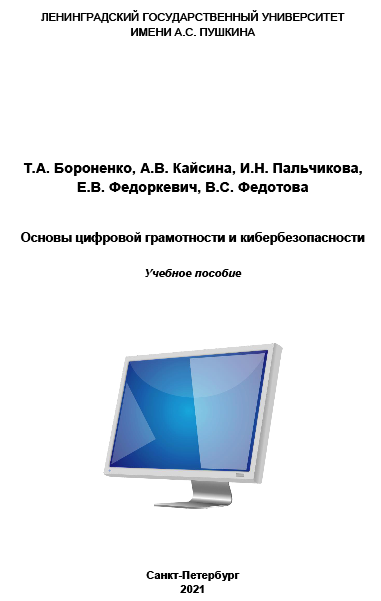 ЛЕНИНГРАДСКИЙ ГОСУДАРСТВЕННЫЙ УНИВЕРСИТЕТ
ИМЕНИ А.С. ПУШКИНА
Т.А. Бороненко, А.В. Кайсина, И.Н. Пальчикова,
Е.В. Федоркевич, В.С. Федотова
Основы цифровой грамотности и кибербезопасности
Учебное пособие
Санкт-Петербург
2021